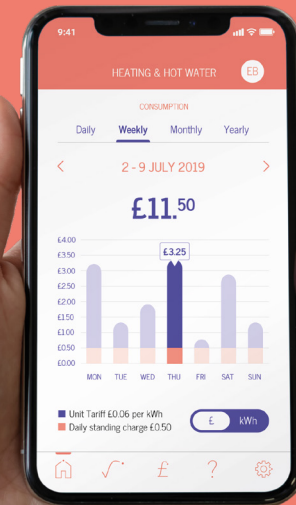 9:41
HEATING & HOT WATER EB
CONSUMPTION
Daily Weekly Monthly Yearly
< 2 - 9 JULY 2019 >
£11.50
£4.00
£3.50
£3.25
£3.00
£2.50
£2.00
£1.50
£1.00
£0.50
£0.00
MON TUE WED THU FRI SAT SUN
Unit Tariff £0.06 per kWh
Daily standing charge £0.50
£ kWh
£ ?